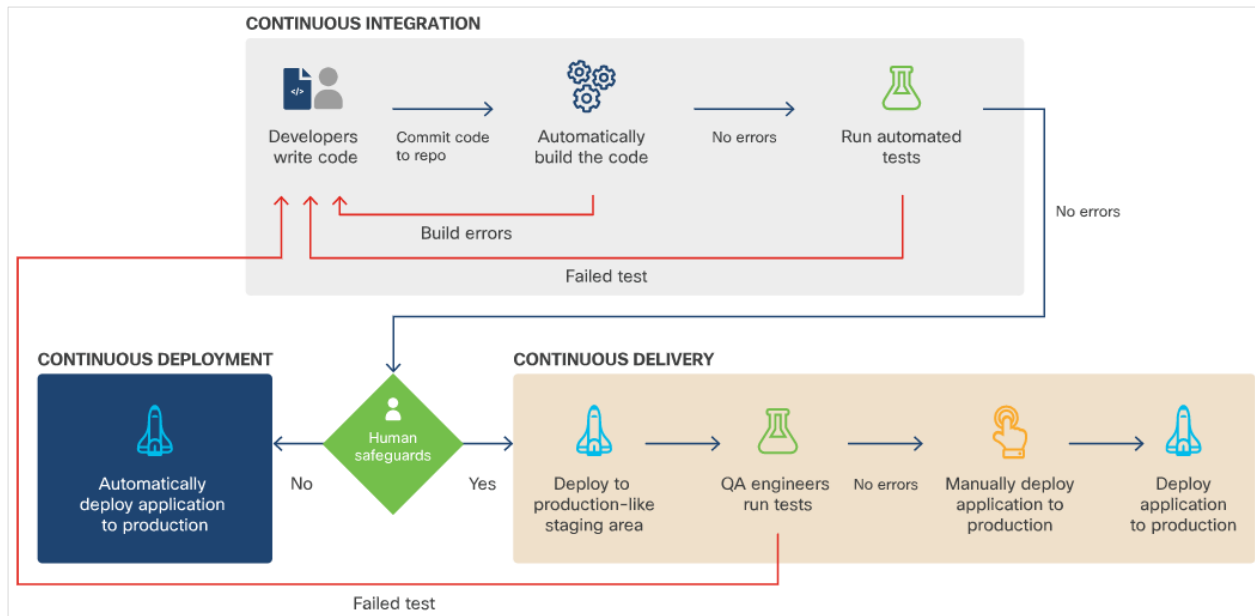 CONTINUOUS INTEGRATION
</>
Developers
write code
Commit code
to repo
Automatically
build the code
No errors
Run automated
tests
No errors
Build errors
Failed test
CONTINUOUS DEPLOYMENT
Automatically
deploy application
to production
No
Human
safeguards
Yes
CONTINUOUS DELIVERY
Deploy to
production-like
staging area
QA engineers
run tests
No errors
Manually deploy
application to
production
Deploy
application
to production
Failed test